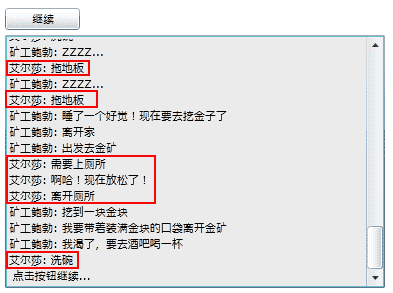 继续
艾尔莎: 洗碗
矿工鲍勃: ZZZZ...
艾尔莎: 拖地板
矿工鲍勃: ZZZZ...
艾尔莎: 拖地板
矿工鲍勃: 睡了一个好觉！现在要去挖金子了
矿工鲍勃: 离开家
矿工鲍勃: 出发去金矿
艾尔莎: 需要上厕所
艾尔莎: 啊哈！现在放松了！
艾尔莎: 离开厕所
矿工鲍勃: 挖到一块金块
矿工鲍勃: 我要带着装满金块的口袋离开金矿
矿工鲍勃: 我渴了，要去酒吧喝一杯
艾尔莎: 洗碗
点击按钮继续...